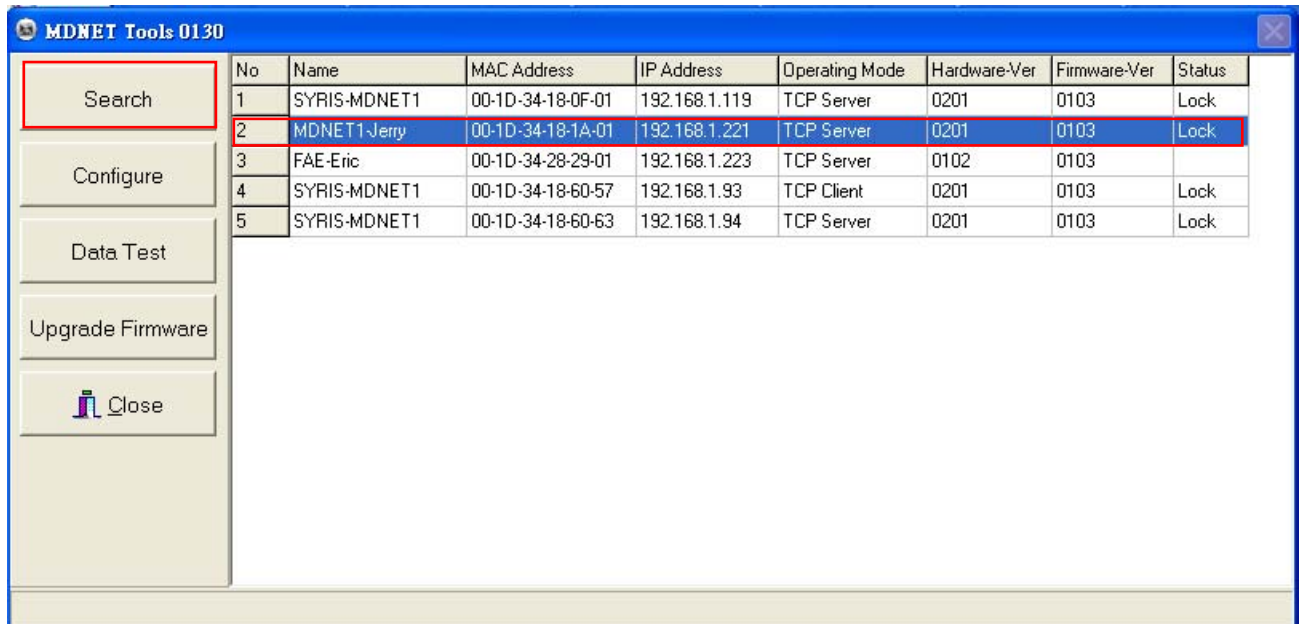 MDNET Tools 0130
Search
Configure
Data Test
Upgrade Firmware
Close
No Name MAC Address IP Address Operating Mode Hardware-Ver Firmware-Ver Status
1 SYRIS-MDNET1 00-1D-34-18-0F-01 192.168.1.119 TCP Server 0201 0103 Lock
2 MDNET1-Jerry 00-1D-34-18-1A-01 192.168.1.221 TCP Server 0201 0103 Lock
3 FAE-Eric 00-1D-34-28-29-01 192.168.1.223 TCP Server 0102 0103
4 SYRIS-MDNET1 00-1D-34-18-60-57 192.168.1.93 TCP Client 0201 0103 Lock
5 SYRIS-MDNET1 00-1D-34-18-60-63 192.168.1.94 TCP Server 0201 0103 Lock